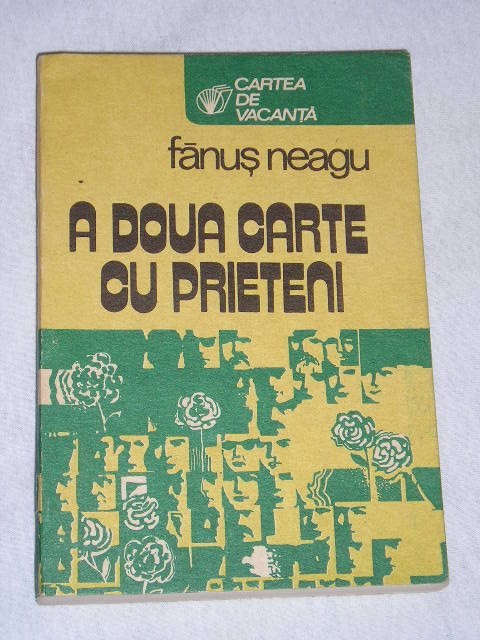 CARTEA
DE
VACANȚĂ
fănuș neagu
A DOUA CARTE
CU PRIETENI